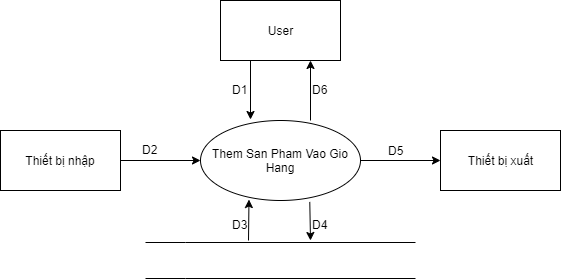 User
D1
D6
Thiết bị nhập
D2
Them San Pham Vao Gio
Hang
D5
Thiết bị xuất
D3
D4